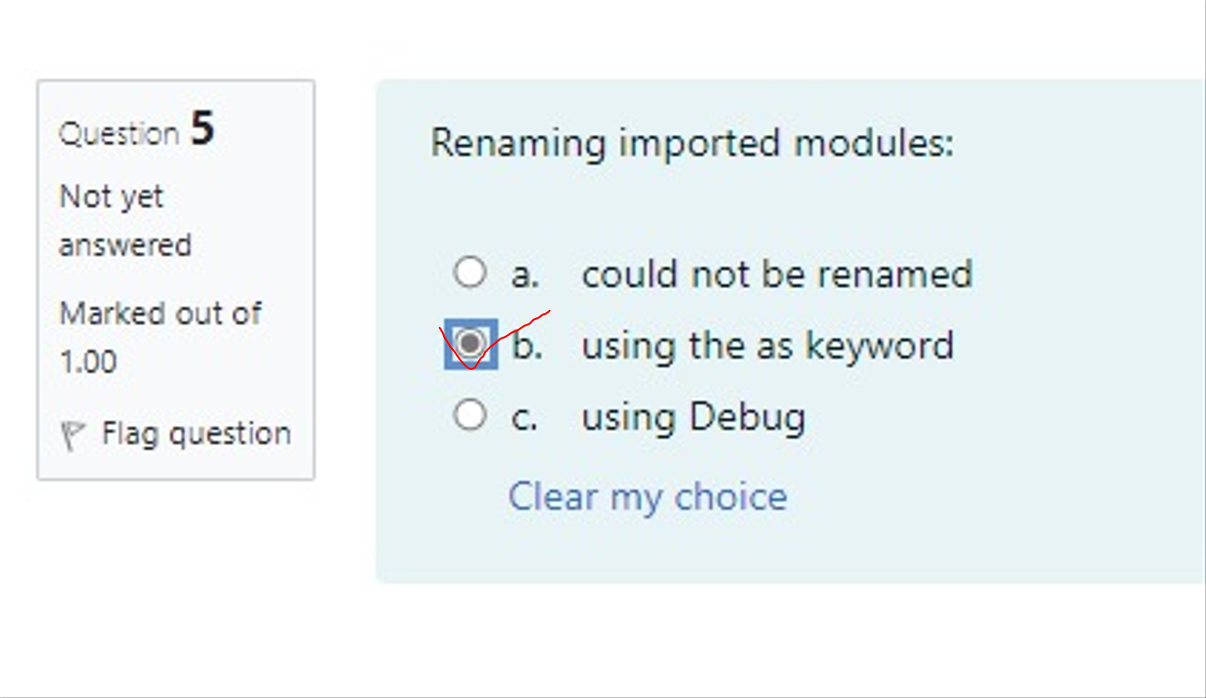 Question 5
Not yet
answered
Marked out of
1.00
Flag question
Renaming imported modules:
a. could not be renamed
b. using the as keyword
c. using Debug
Clear my choice